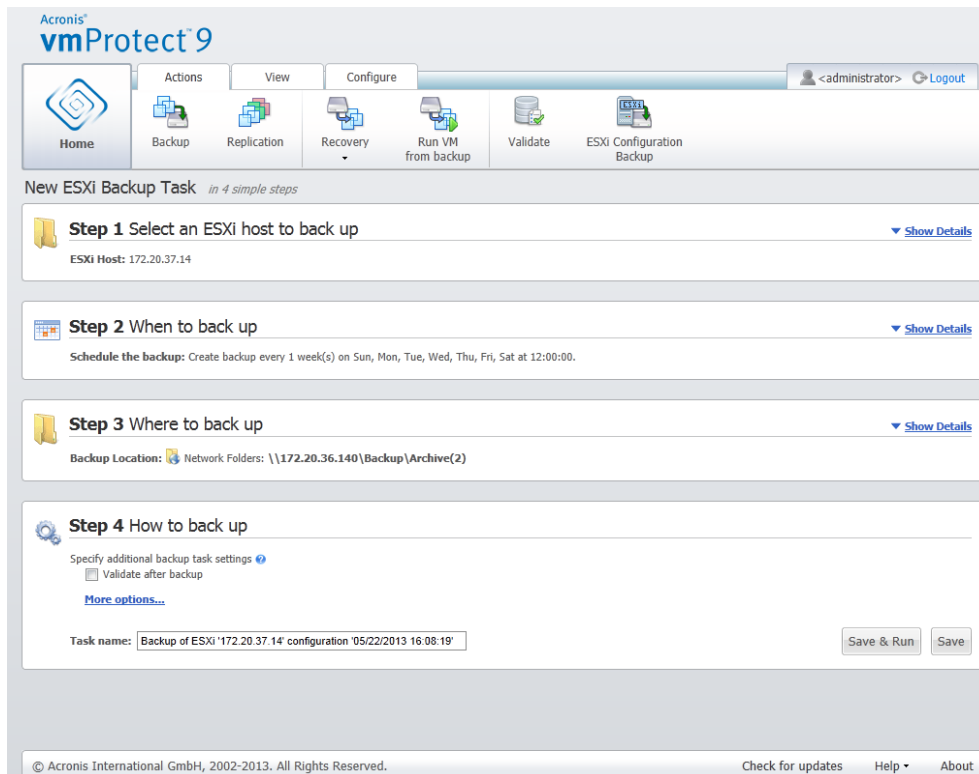 Acronis®
vmProtect™9
Actions View Configure
<administrator> Logout
Home
Backup
Replication
Recovery
Run VM
from backup
Validate
ESXi Configuration
Backup
New ESXi Backup Task in 4 simple steps
Step 1 Select an ESXi host to back up
Show Details
ESXi Host: 172.20.37.14
Step 2 When to back up
Show Details
Schedule the backup: Create backup every 1 week(s) on Sun, Mon, Tue, Wed, Thu, Fri, Sat at 12:00:00.
Step 3 Where to back up
Show Details
Backup Location: Network Folders: \\172.20.36.140\Backup\Archive(2)
Step 4 How to back up
Specify additional backup task settings ?
Validate after backup
More options...
Task name: Backup of ESXi '172.20.37.14' configuration '05/22/2013 16:08:19'
Save & Run Save
© Acronis International GmbH, 2002-2013. All Rights Reserved.
Check for updates Help About